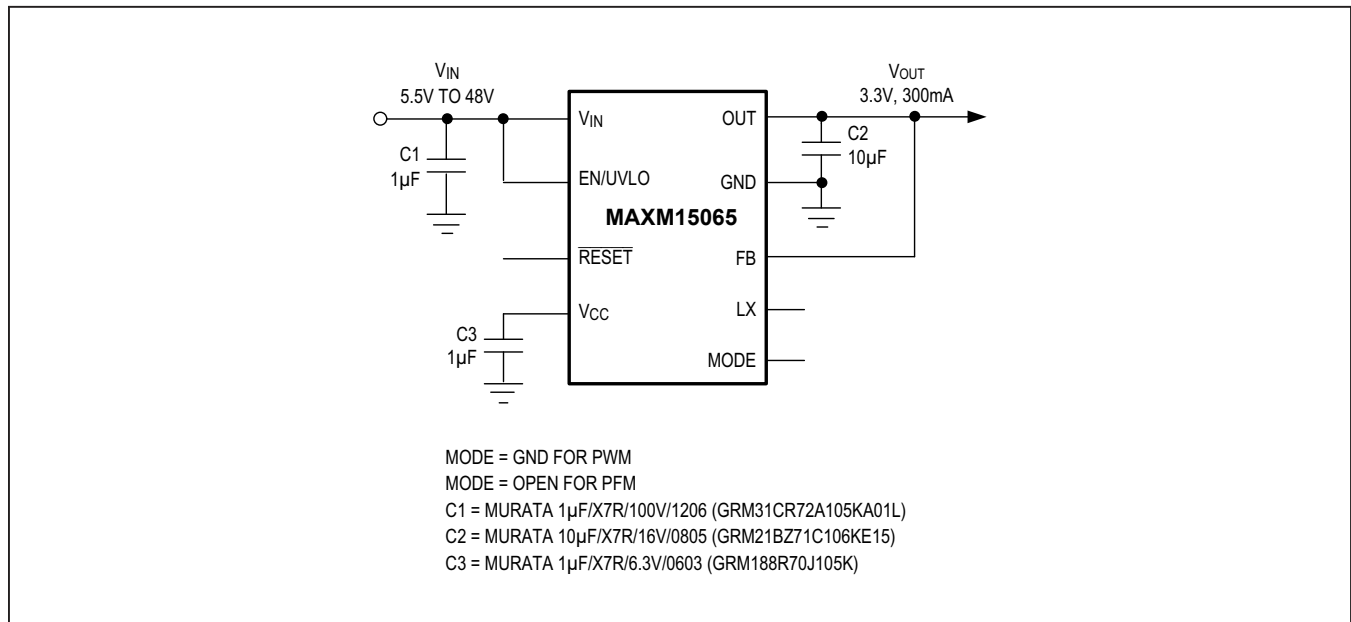 VIN
5.5V TO 48V
VOUT
3.3V, 300mA
VIN
OUT
C1
1µF
C2
10µF
EN/UVLO
GND
MAXM15065
RESET
FB
VCC
LX
C3
1µF
MODE
MODE = GND FOR PWM
MODE = OPEN FOR PFM
C1 = MURATA 1µF/X7R/100V/1206 (GRM31CR72A105KA01L)
C2 = MURATA 10µF/X7R/16V/0805 (GRM21BZ71C106KE15)
C3 = MURATA 1µF/X7R/6.3V/0603 (GRM188R70J105K)